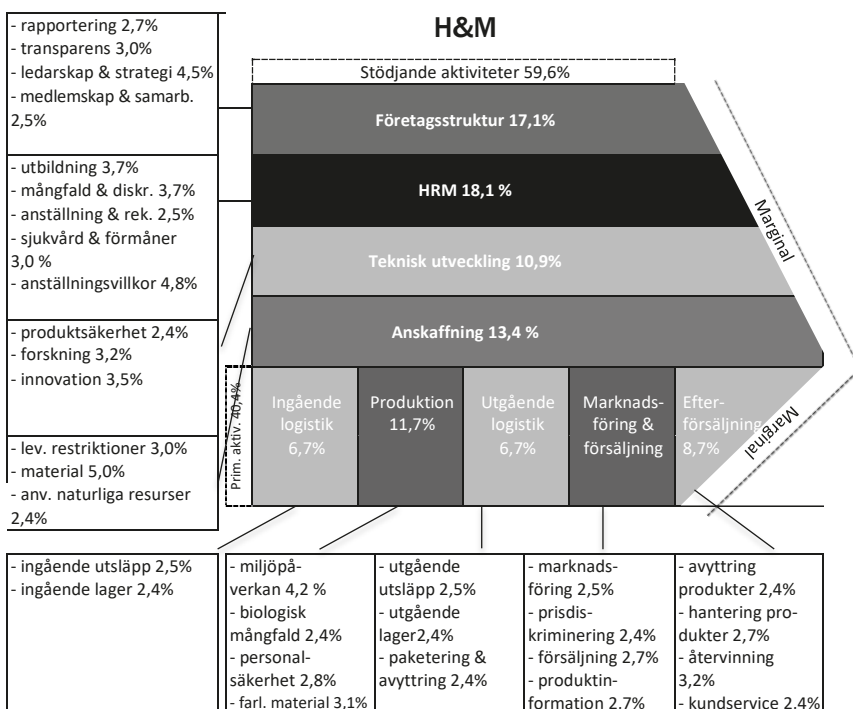 H&M
- rapportering 2,7%
- transparens 3,0%
- ledarskap & strategi 4,5%
- medlemskap & samarb.
2,5%
Stödjande aktiviteter 59,6%
Företagsstruktur 17,1%
- utbildning 3,7%
- mångfald & diskr. 3,7%
- anställning & rek. 2,5%
- sjukvård & förmåner
3,0 %
- anställningsvillkor 4,8%
HRM 18,1 %
Marginal
Teknisk utveckling 10,9%
- produktsäkerhet 2,4%
- forskning 3,2%
- innovation 3,5%
Anskaffning 13,4 %
- lev. restriktioner 3,0%
- material 5,0%
- anv. naturliga resurser
2,4%
Prim. aktiv. 40,4%
Ingående
logistik
6,7%
Produktion
11,7%
Utgående
logistik
6,7%
Marknads-
föring &
försäljning
Efter-
försäljning
8,7%
Marginal
- ingående utsläpp 2,5%
- ingående lager 2,4%
- miljöpå-
verkan 4,2 %
- biologisk
mångfald 2,4%
- personal-
säkerhet 2,8%
- farl. material 3,1%
- utgående
utsläpp 2,5%
- utgående
lager2,4%
- paketering &
avyttring 2,4%
- marknads-
föring 2,5%
- prisdis-
kriminering 2,4%
- försäljning 2,7%
- produktin-
formation 2,7%
- avyttring
produkter 2,4%
- hantering pro-
dukter 2,7%
- återvinning
3,2%
- kundservice 2,4%